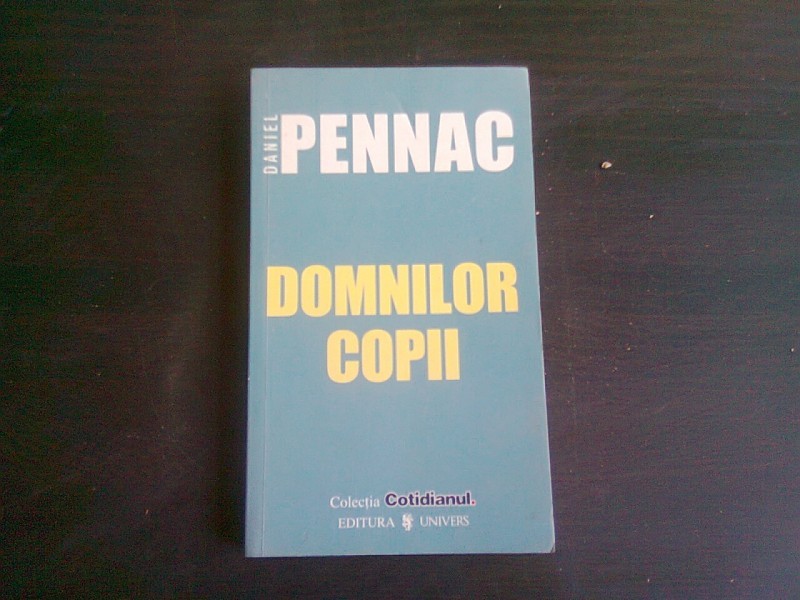 DANIEL
PENNAC
DOMNILOR
COPII
Colecția Cotidianul.
EDITURA UNIVERS